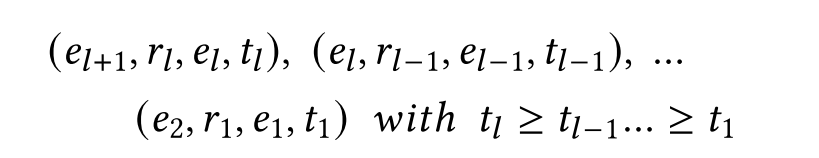 (e_{l+1}, r_l, e_l, t_l), (e_l, r_{l-1}, e_{l-1}, t_{l-1}), ...
(e_2, r_1, e_1, t_1) with t_l ≥ t_{l-1}... ≥ t_1